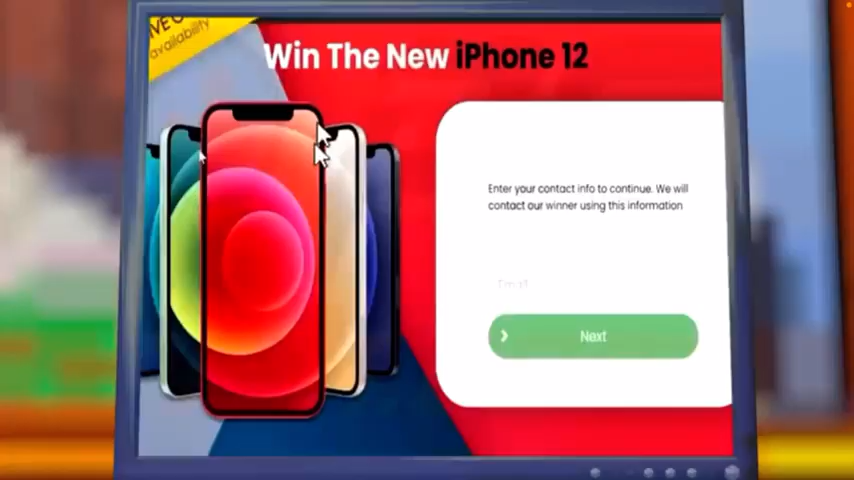 availability
Win The New iPhone 12
Enter your contact info to continue. We will
contact our winner using this information
Next